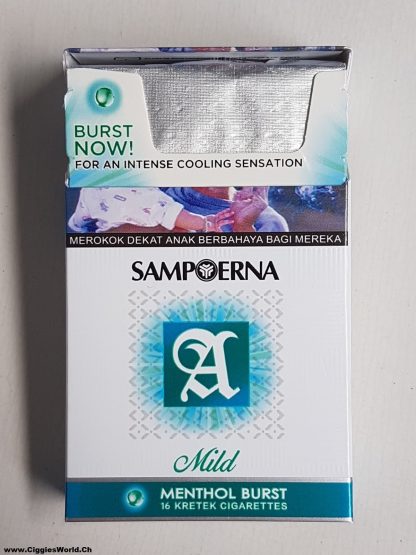 BURST
NOW!
FOR AN INTENSE COOLING SENSATION
MEROKOK DEKAT ANAK BERBAHAYA BAGI MEREKA
SAMPOERNA
A
Mild
MENTHOL BURST
16 KRETEK CIGARETTES
www.CiggiesWorld.Ch